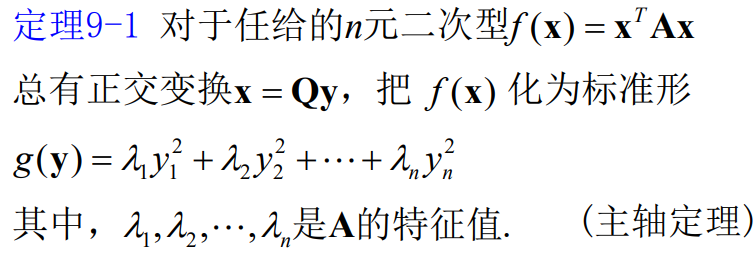 定理9-1 对于任给的n元二次型f(x) = xᵀAx
总有正交变换x = Qy，把 f(x) 化为标准形
g(y) = λ₁y₁² + λ₂y₂² + ⋯ + λₙyₙ²
其中，λ₁,λ₂,⋯,λₙ是A的特征值. (主轴定理)